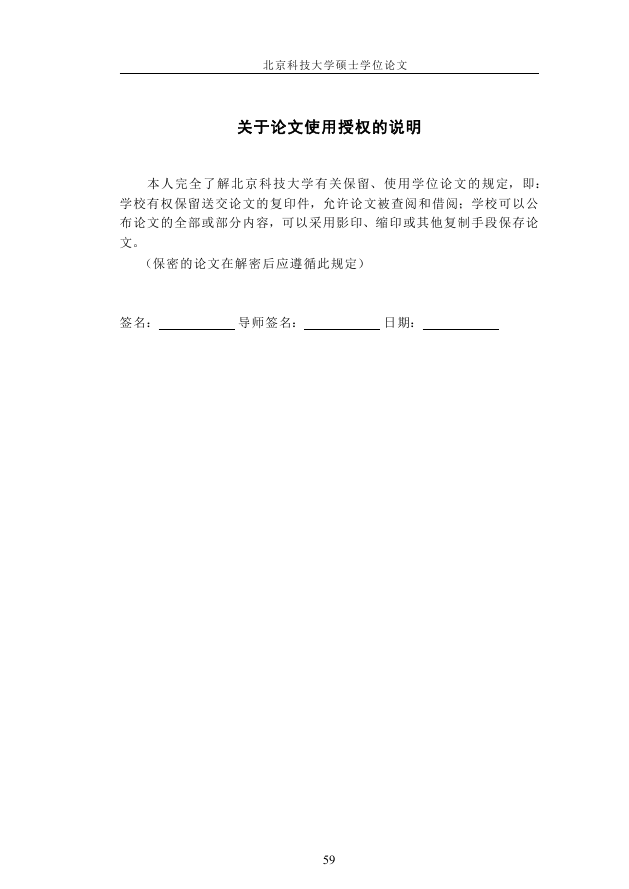 北京科技大学硕士学位论文
关于论文使用授权的说明
本人完全了解北京科技大学有关保留、使用学位论文的规定，即：
学校有权保留送交论文的复印件，允许论文被查阅和借阅；学校可以公
布论文的全部或部分内容，可以采用影印、缩印或其他复制手段保存论
文。
（保密的论文在解密后应遵循此规定）
签名：__________ 导师签名：__________ 日期：__________
59